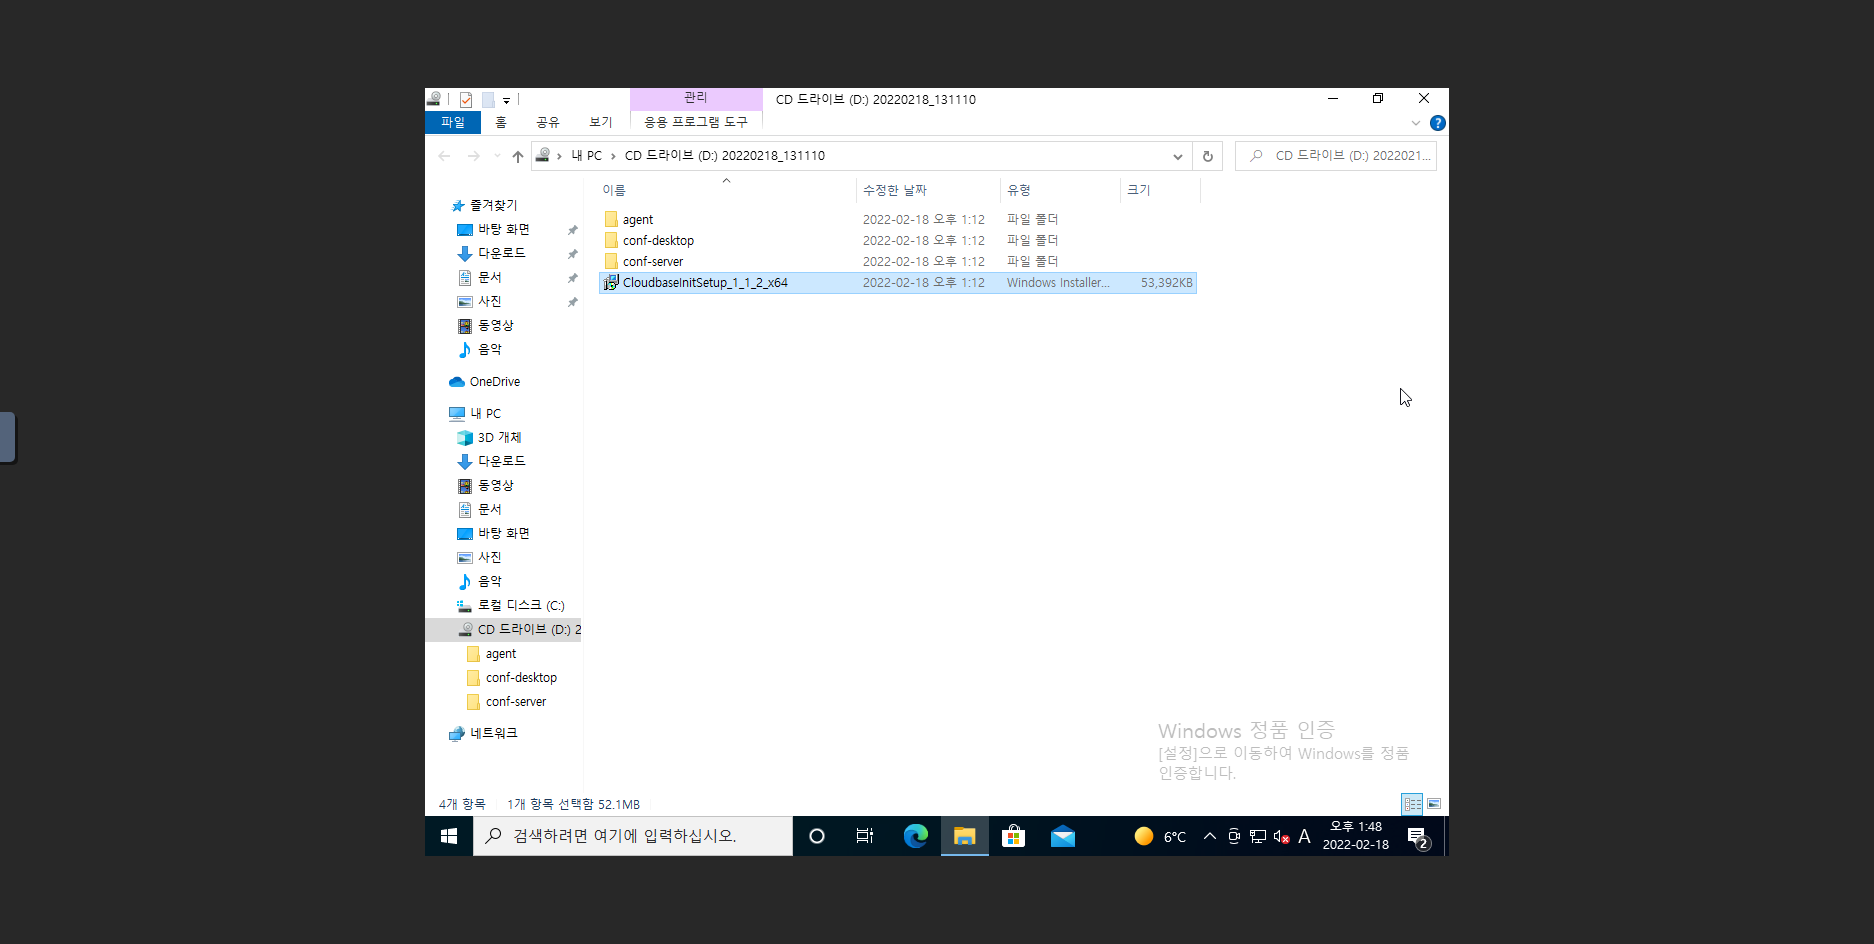 관리
CD 드라이브 (D:) 20220218_131110
파일
홈
공유
보기
응용 프로그램 도구
내 PC
CD 드라이브 (D:) 20220218_131110
CD 드라이브 (D:) 2022021...
이름
수정한 날짜
유형
크기
agent 2022-02-18 오후 1:12 파일 폴더
conf-desktop 2022-02-18 오후 1:12 파일 폴더
conf-server 2022-02-18 오후 1:12 파일 폴더
CloudbaseInitSetup_1_1_2_x64 2022-02-18 오후 1:12 Windows Installer... 53,392KB
즐겨찾기
바탕 화면
다운로드
문서
사진
동영상
음악
OneDrive
내 PC
3D 개체
다운로드
동영상
문서
바탕 화면
사진
음악
로컬 디스크 (C:)
CD 드라이브 (D:) 2
agent
conf-desktop
conf-server
네트워크
Windows 정품 인증
[설정]으로 이동하여 Windows를 정품
인증합니다.
4개 항목
1개 항목 선택함 52.1MB
검색하려면 여기에 입력하십시오.
6°C
A
오후 1:48
2022-02-18
2